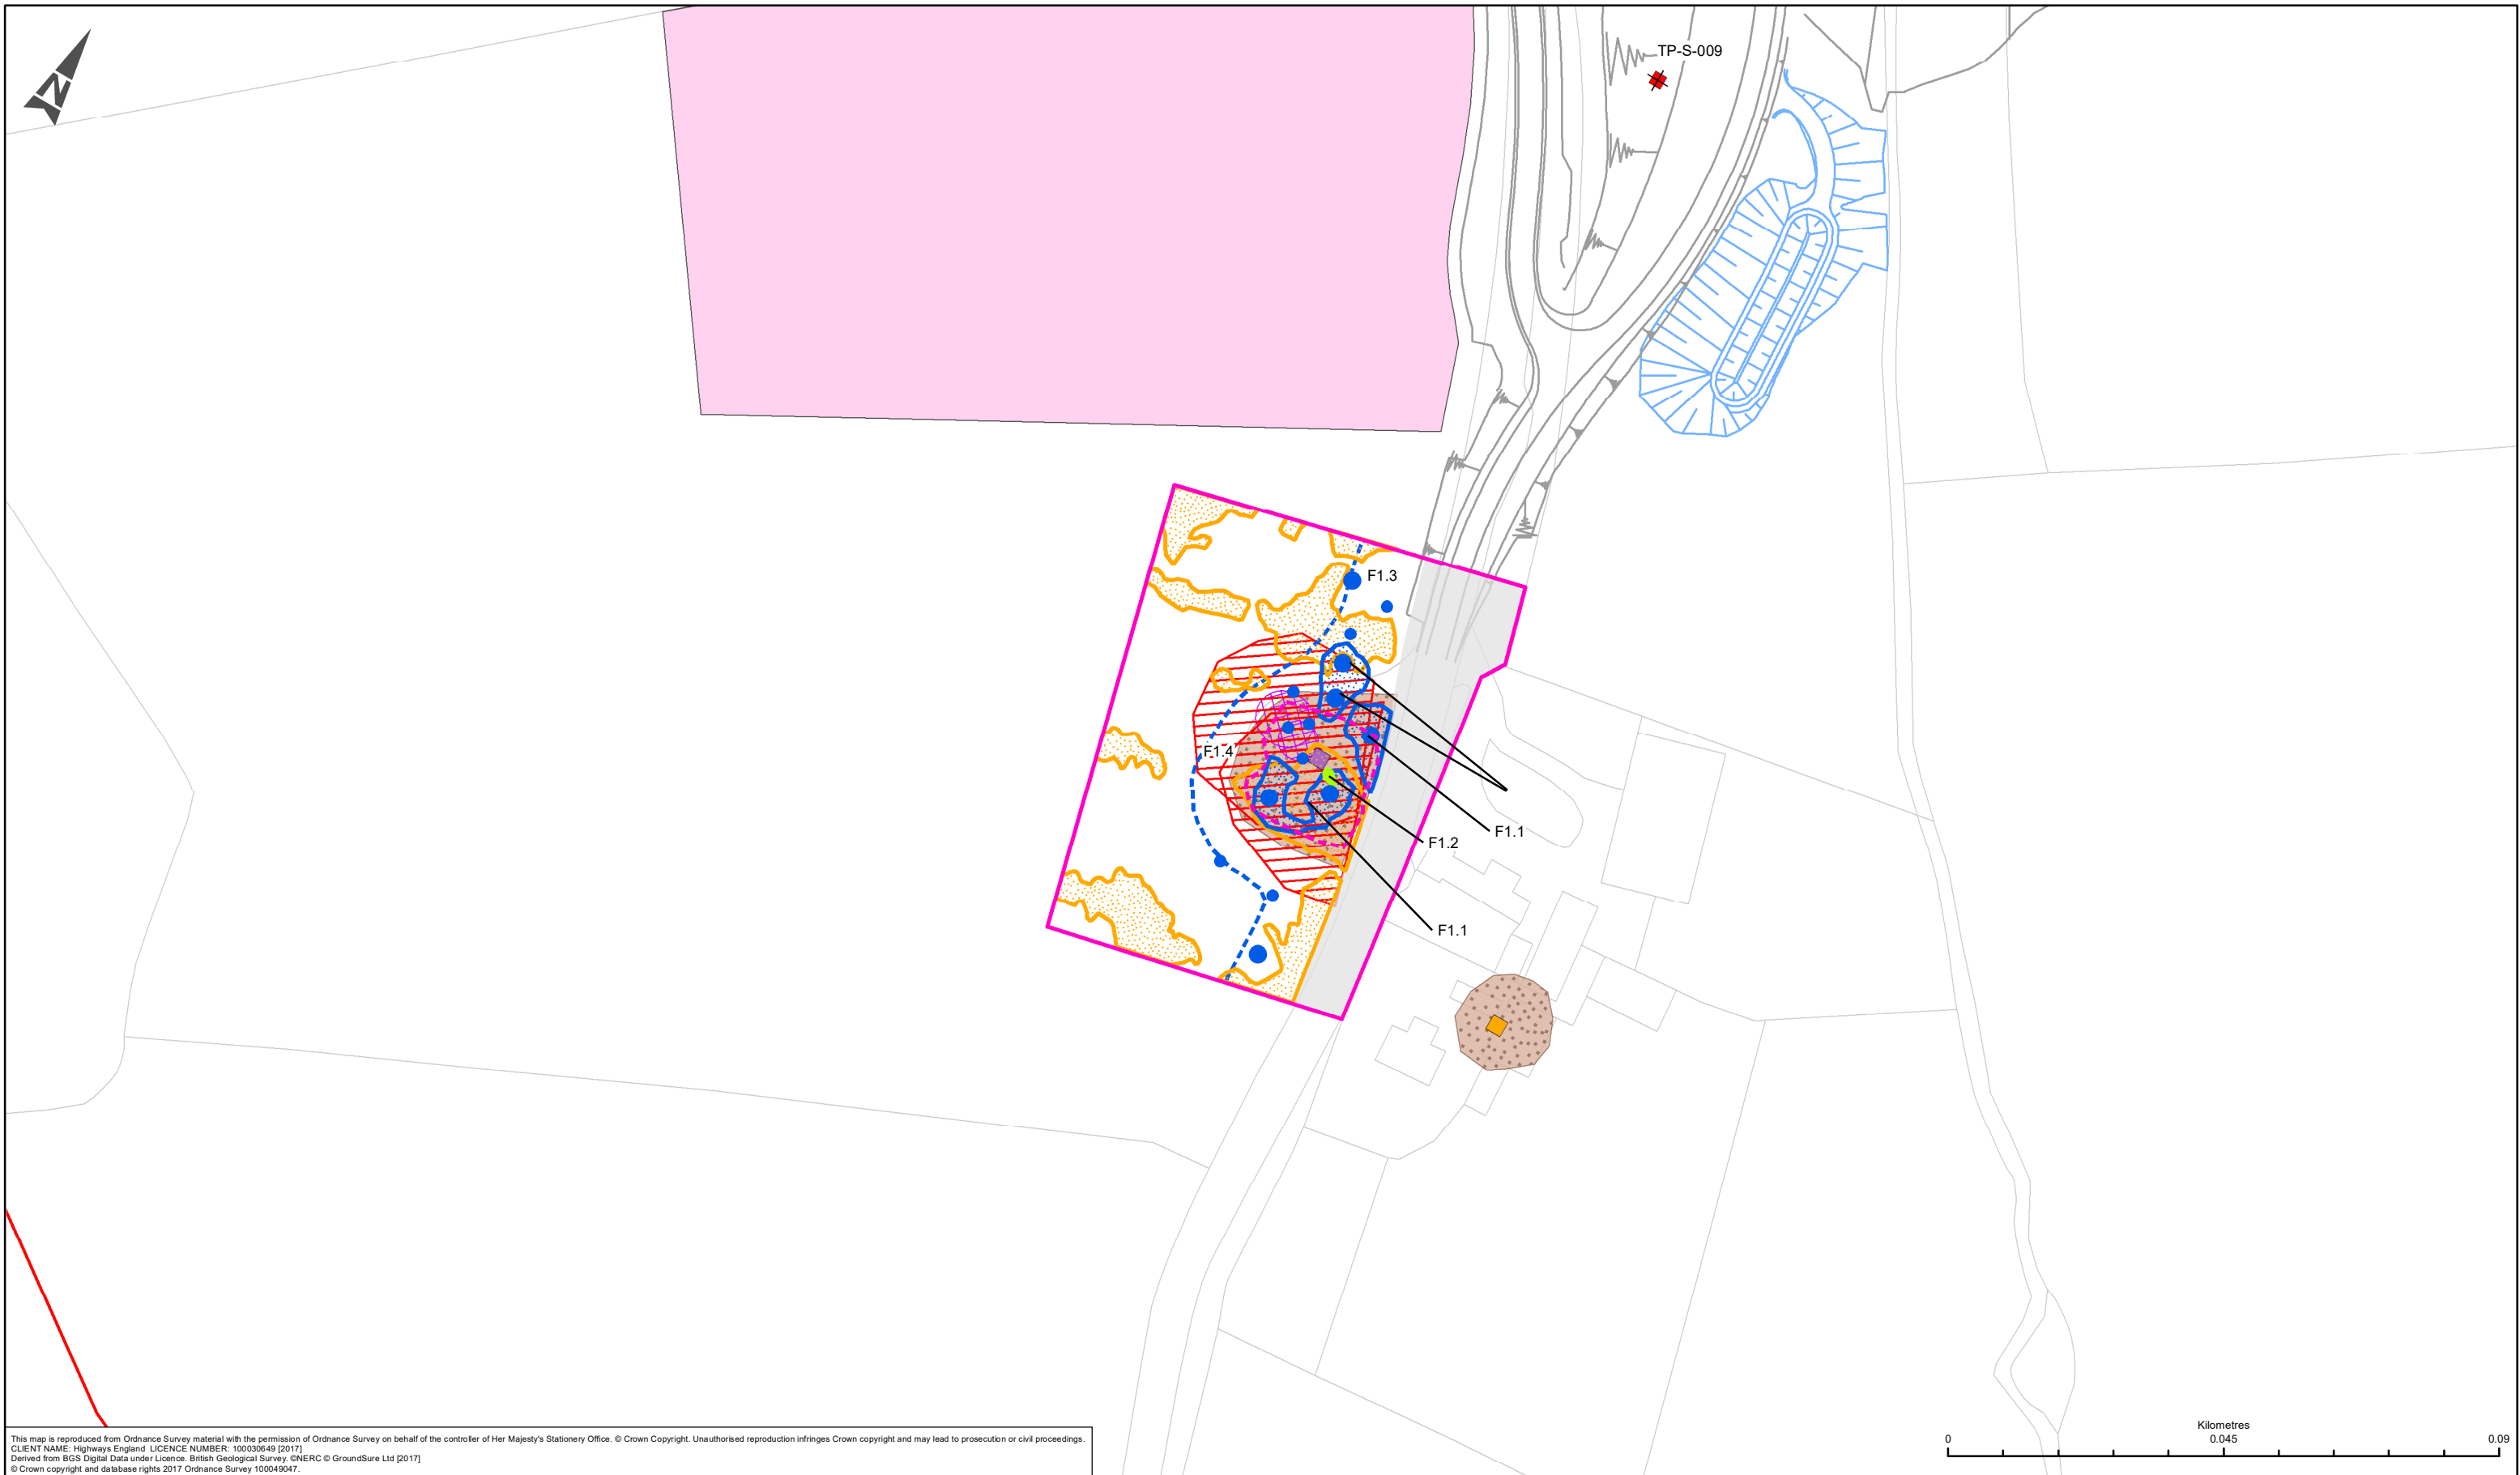 TP-S-009
N
F1.3
F1.4
F1.1
F1.2
F1.1
Kilometres
0 0.045 0.09
This map is reproduced from Ordnance Survey material with the permission of Ordnance Survey on behalf of the controller of Her Majesty's Stationery Office. © Crown Copyright. Unauthorised reproduction infringes Crown copyright and may lead to prosecution or civil proceedings.
CLIENT NAME: Highways England LICENCE NUMBER: 100030649 [2017]
Derived from BGS Digital Data under Licence. British Geological Survey. ©NERC © GroundSure Ltd [2017]
© Crown copyright and database rights 2017 Ordnance Survey 100049047.